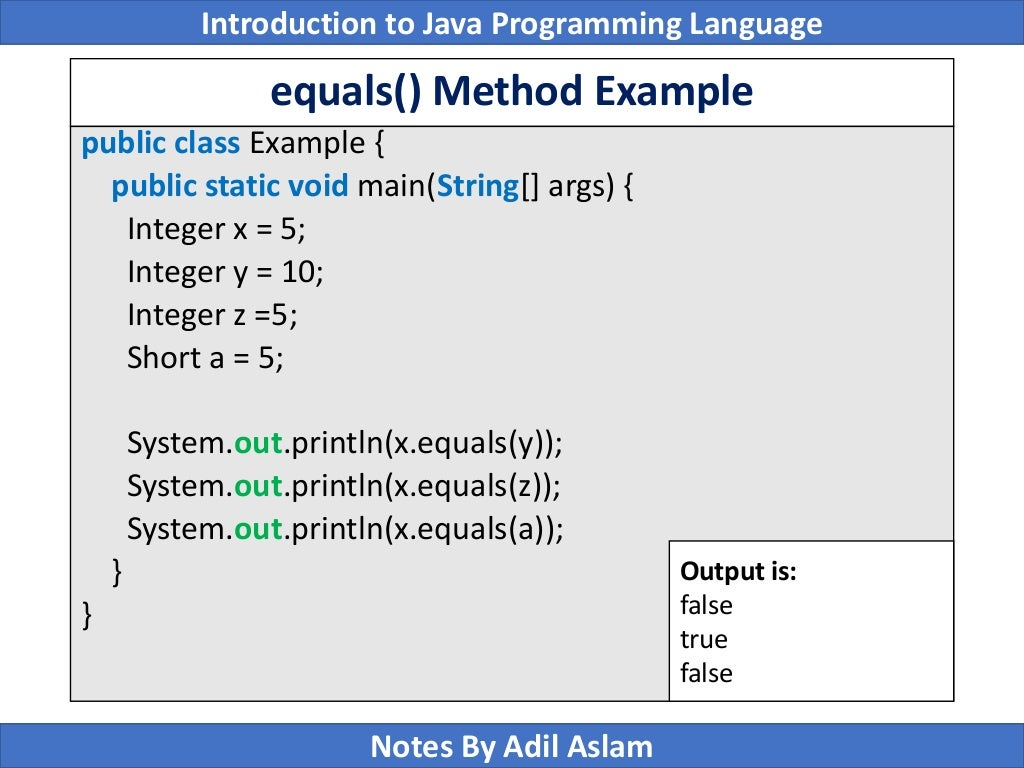 Introduction to Java Programming Language
equals() Method Example
public class Example {
public static void main(String[] args) {
Integer x = 5;
Integer y = 10;
Integer z =5;
Short a = 5;
System.out.println(x.equals(y));
System.out.println(x.equals(z));
System.out.println(x.equals(a));
}
}
Output is:
false
true
false
Notes By Adil Aslam